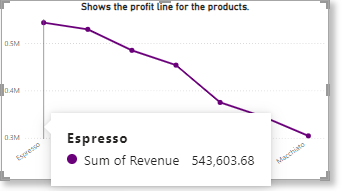 Shows the profit line for the products.
0.5M
0.4M
0.3M
Espresso
Macchiato
Espresso
Sum of Revenue 543,603.68